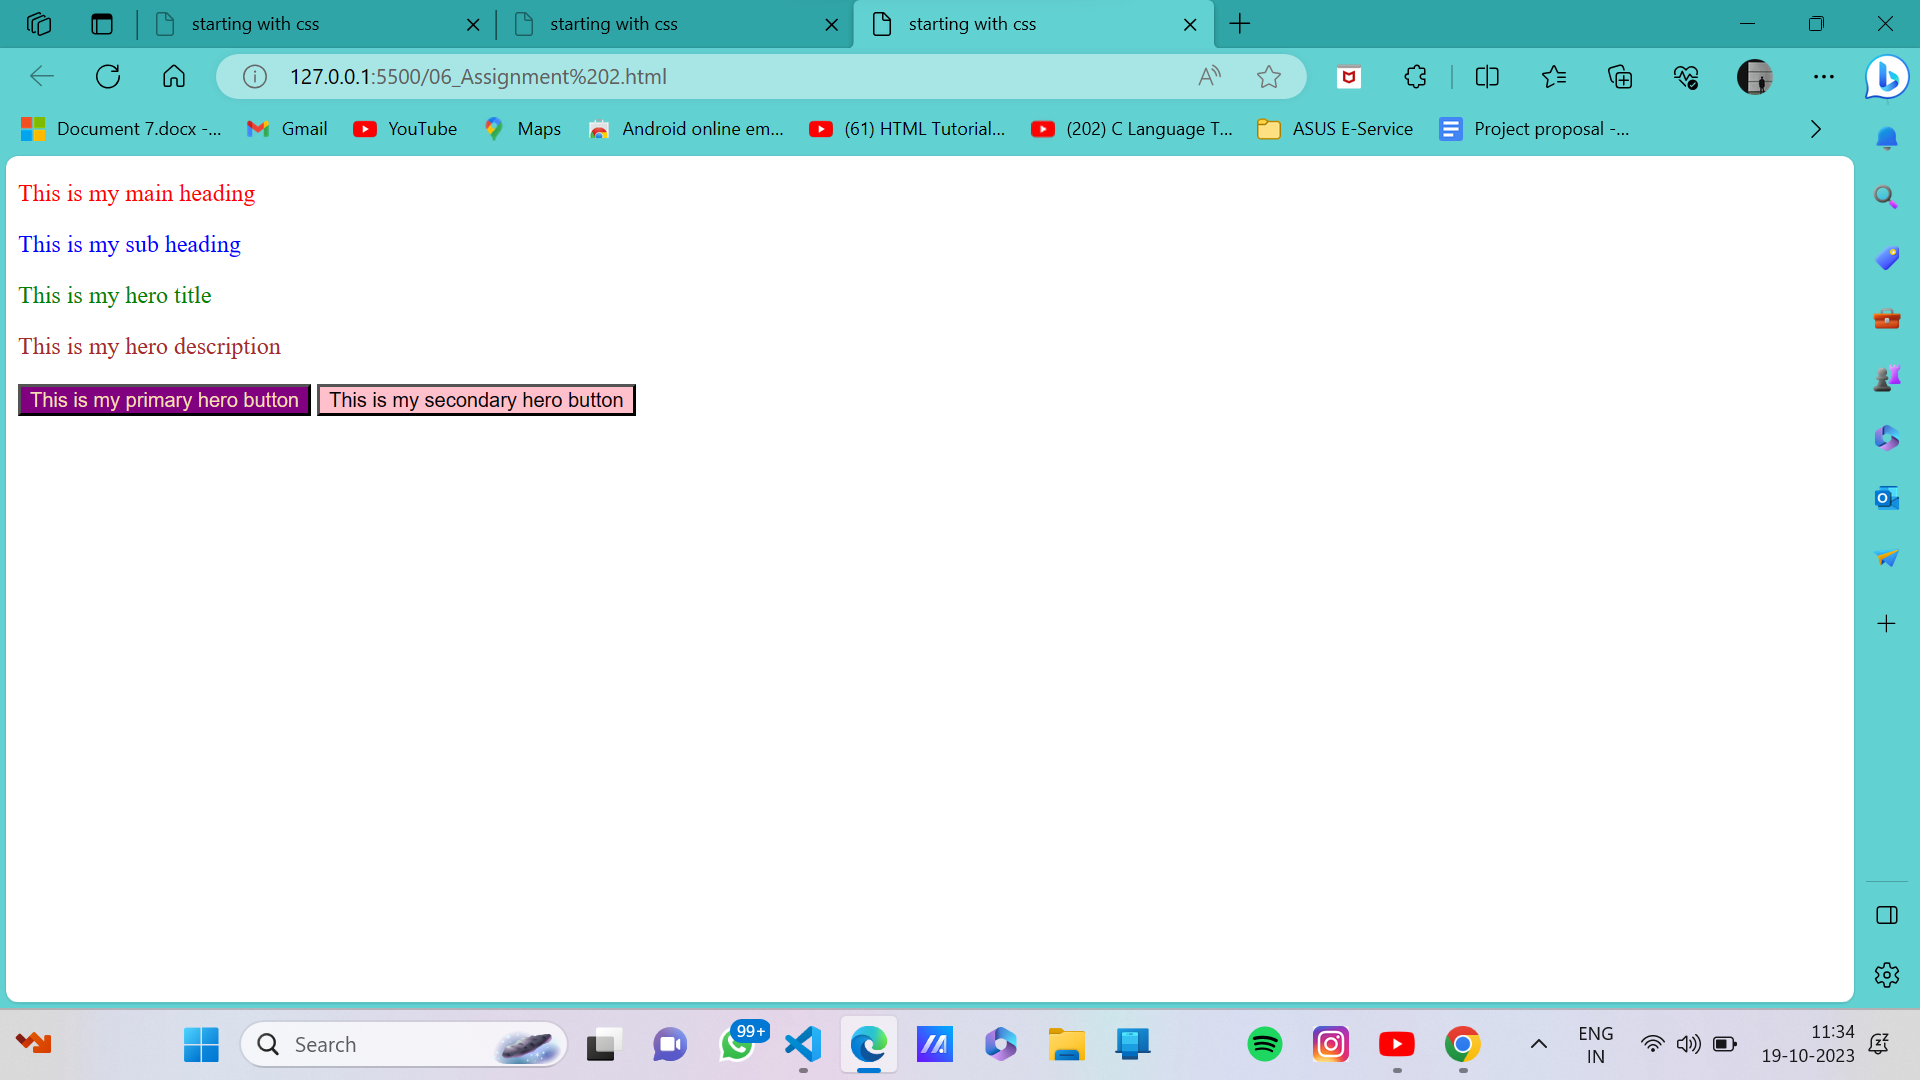 starting with css
starting with css
starting with css
127.0.0.1:5500/06_Assignment%202.html
Document 7.docx -...
Gmail
YouTube
Maps
Android online em...
(61) HTML Tutorial...
(202) C Language T...
ASUS E-Service
Project proposal -...
This is my main heading
This is my sub heading
This is my hero title
This is my hero description
This is my primary hero button
This is my secondary hero button
Search
99+
ENG
IN
11:34
19-10-2023